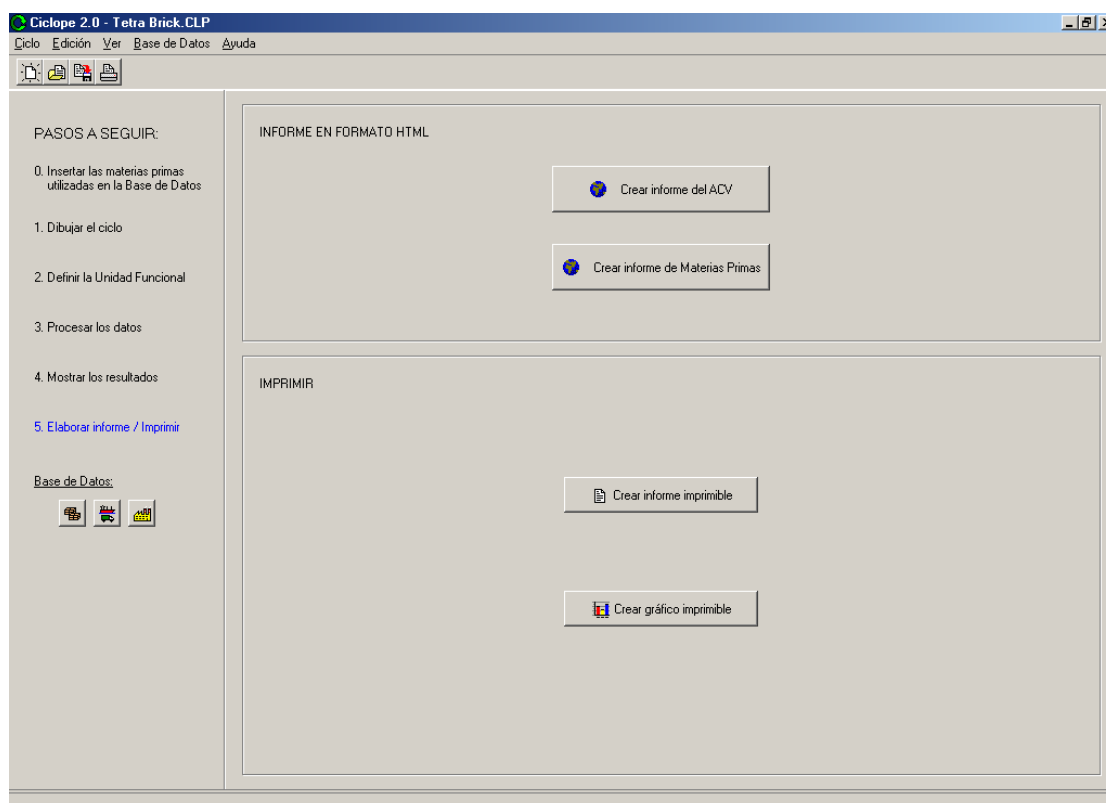 Ciclope 2.0 - Tetra Brick.CLP
Ciclo Edición Ver Base de Datos Ayuda
PASOS A SEGUIR:
0. Insertar las materias primas
utilizadas en la Base de Datos
1. Dibujar el ciclo
2. Definir la Unidad Funcional
3. Procesar los datos
4. Mostrar los resultados
5. Elaborar informe / Imprimir
Base de Datos:
INFORME EN FORMATO HTML
Crear informe del ACV
Crear informe de Materias Primas
IMPRIMIR
Crear informe imprimible
Crear gráfico imprimible